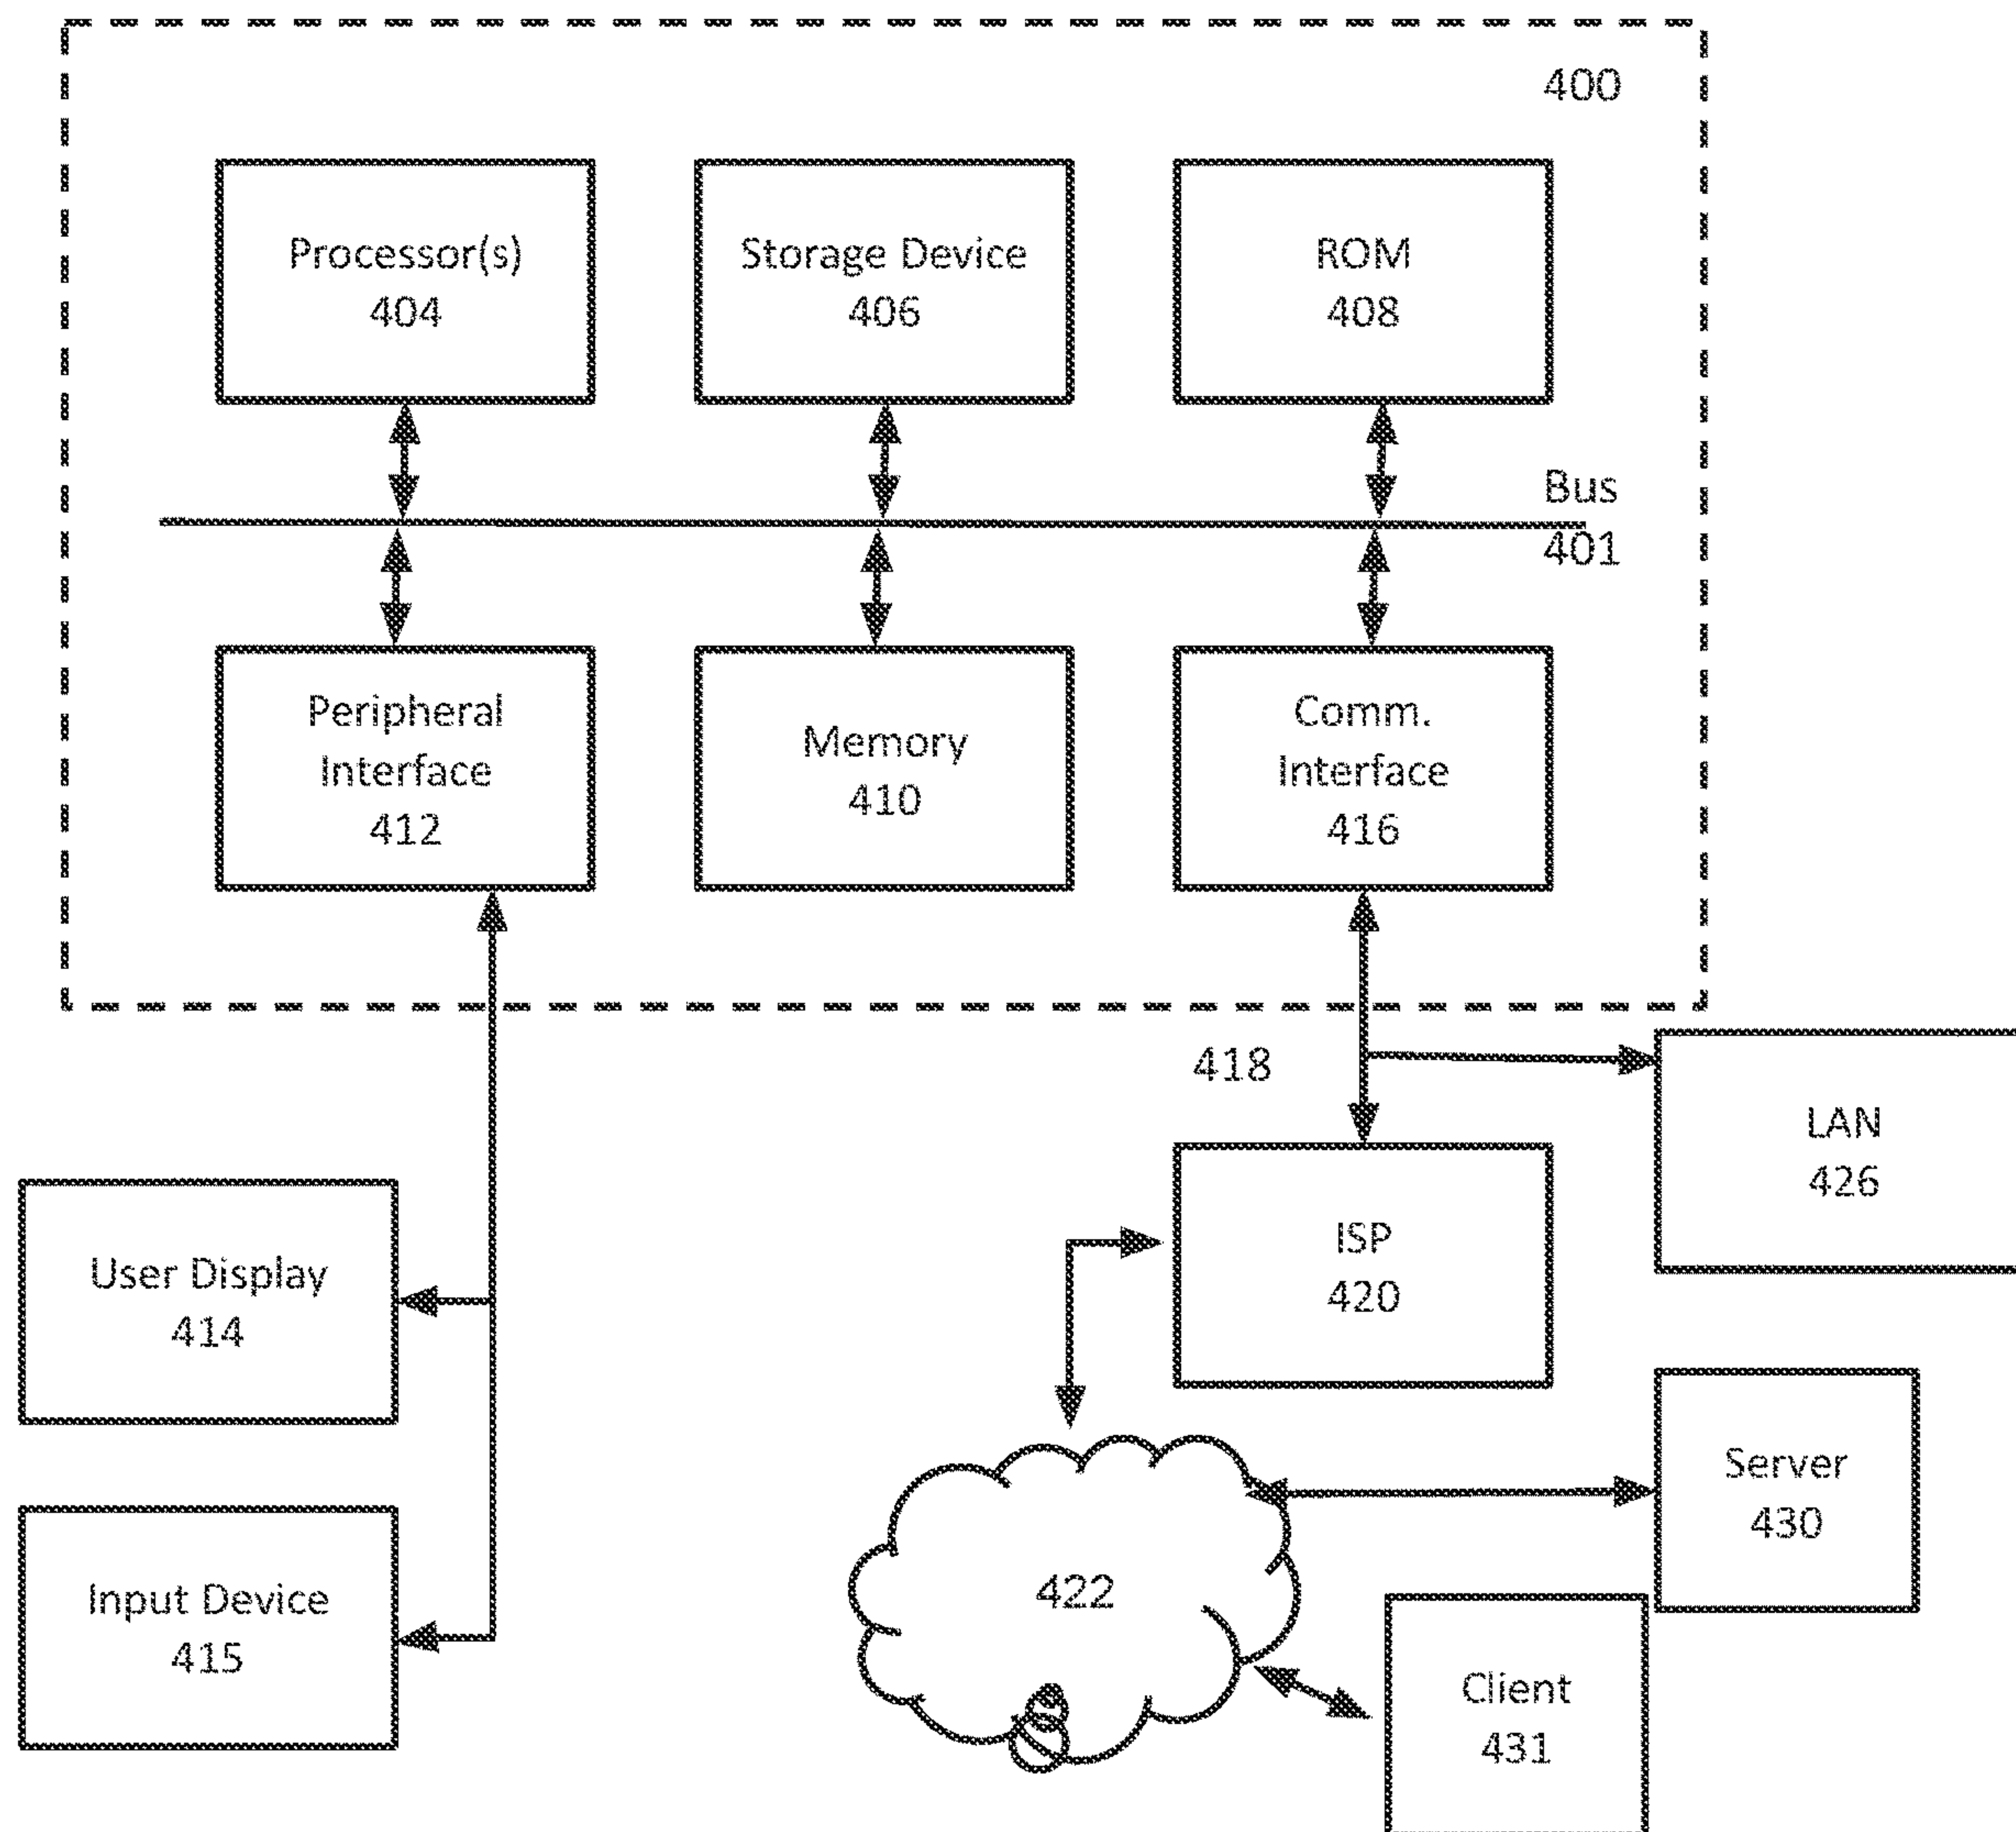 400
Processor(s)
404
Storage Device
406
ROM
408
Bus
401
Peripheral
Interface
412
Memory
410
Comm.
Interface
416
418
LAN
426
User Display
414
ISP
420
Server
430
Input Device
415
422
Client
431